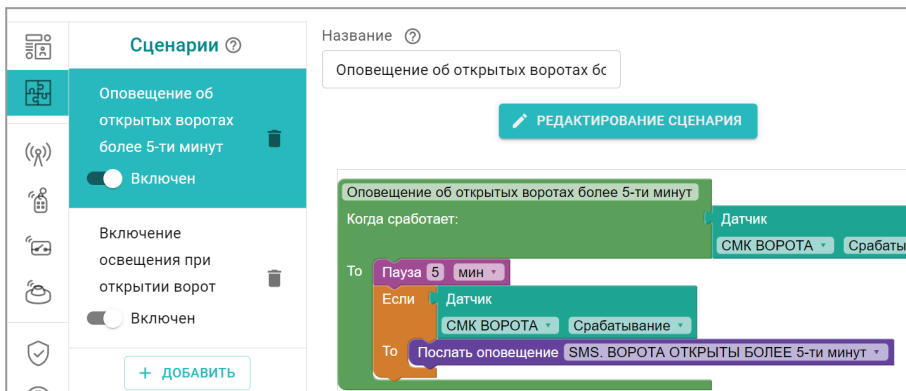 Сценарии
Оповещение об
открытых воротах
более 5-ти минут
Включен
Включение
освещения при
открытии ворот
Включен
+ ДОБАВИТЬ
Название
Оповещение об открытых воротах бо
РЕДАКТИРОВАНИЕ СЦЕНАРИЯ
Оповещение об открытых воротах более 5-ти минут
Когда сработает:
Датчик
СМК ВОРОТА Срабаты
То Пауза 5 мин
Если Датчик
СМК ВОРОТА Срабатывание
То Послать оповещение SMS. ВОРОТА ОТКРЫТЫ БОЛЕЕ 5-ти минут